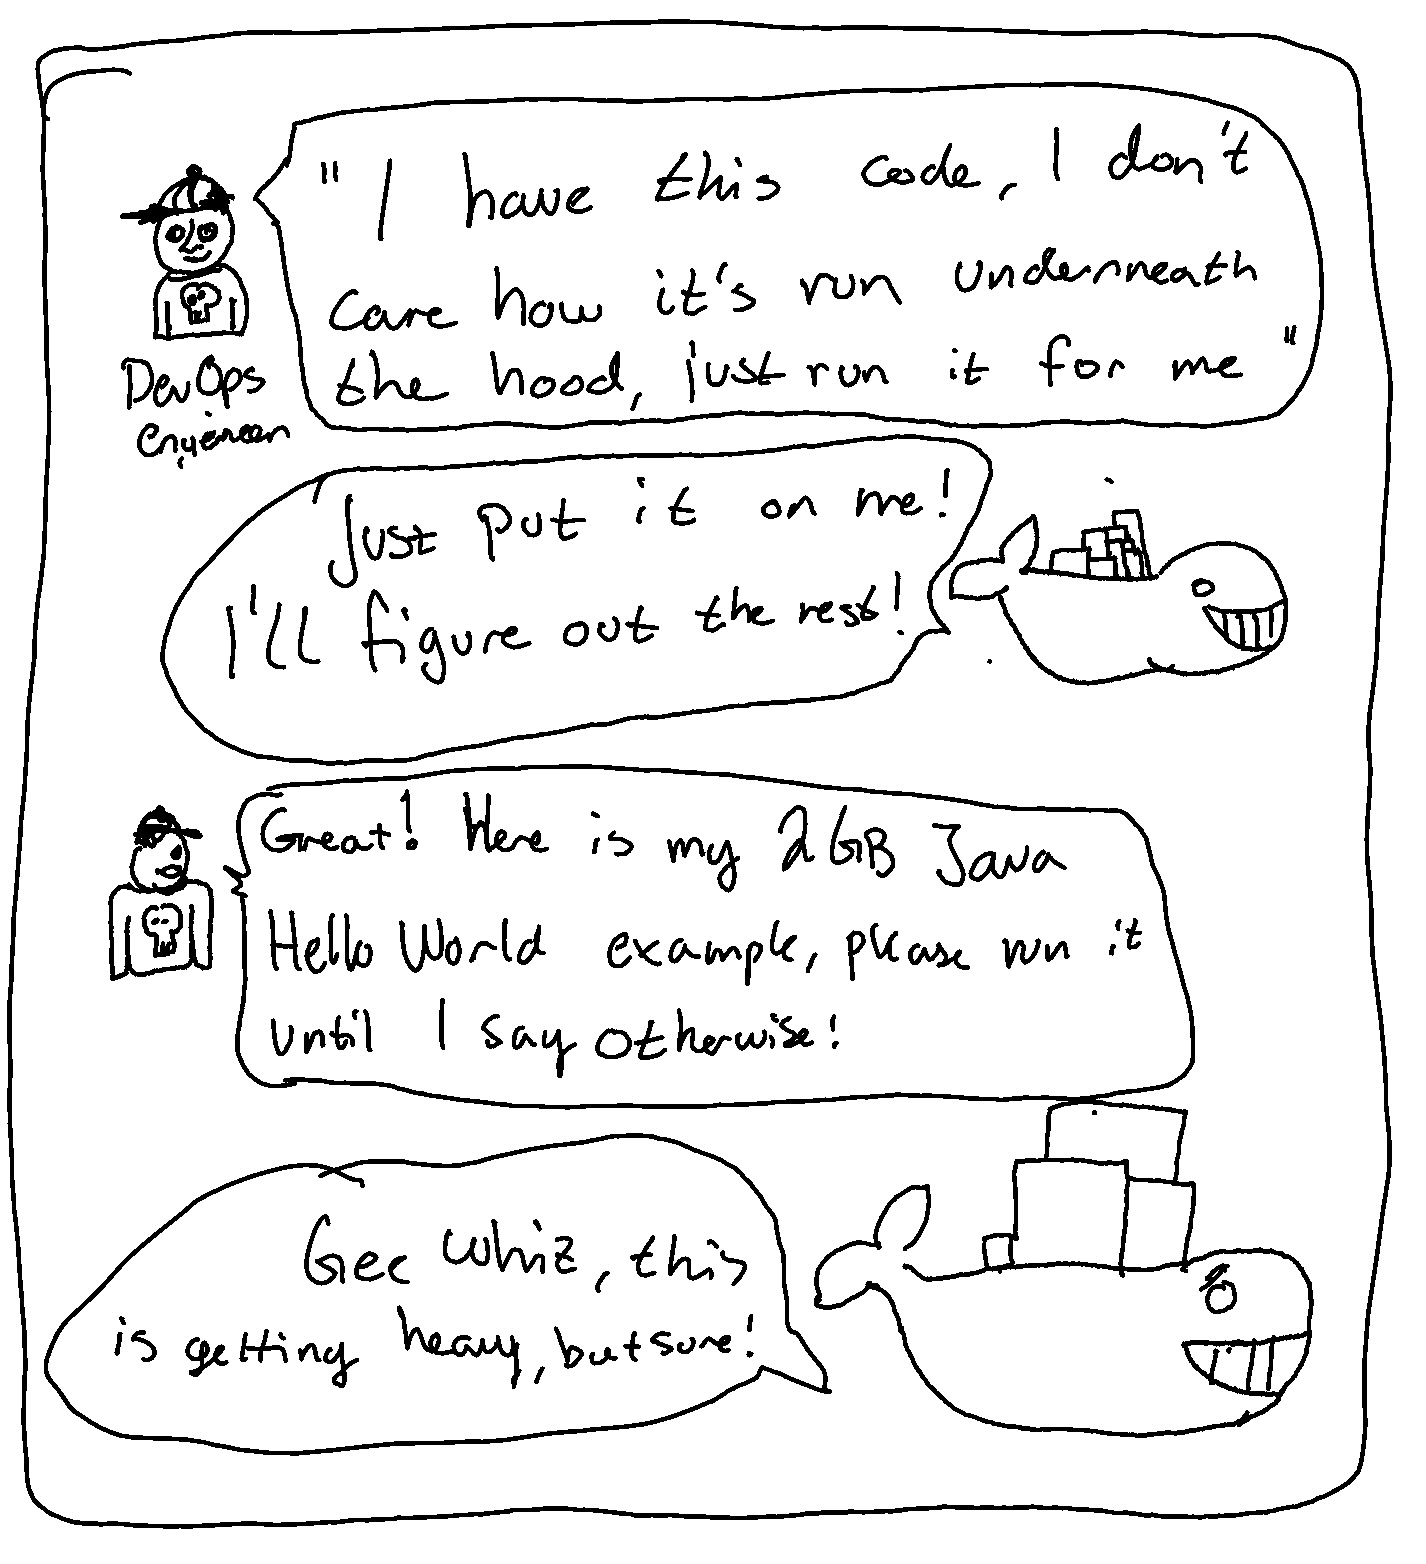 "I have this code, I don't
care how it's run underneath
the hood, just run it for me"
DevOps
Engineer
Just put it on me!
I'll figure out the rest!
Great! Here is my 2GB Java
Hello World example, please run it
until I say otherwise!
Gee whiz, this
is getting heavy, but sure!